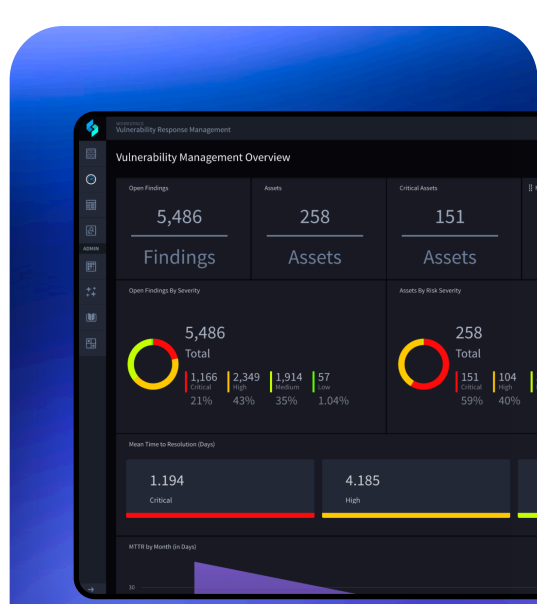 WORKSPACE
Vulnerability Response Management
Vulnerability Management Overview
Open Findings
5,486
Findings
Assets
258
Assets
Critical Assets
151
Assets
Open Findings By Severity
5,486
Total
1,166 2,349 1,914 57
Critical High Medium Low
21% 43% 35% 1.04%
Assets By Risk Severity
258
Total
151 104
Critical High
59% 40%
ADMIN
Mean Time to Resolution (Days)
1.194
Critical
4.185
High
MTTR by Month (in Days)
30